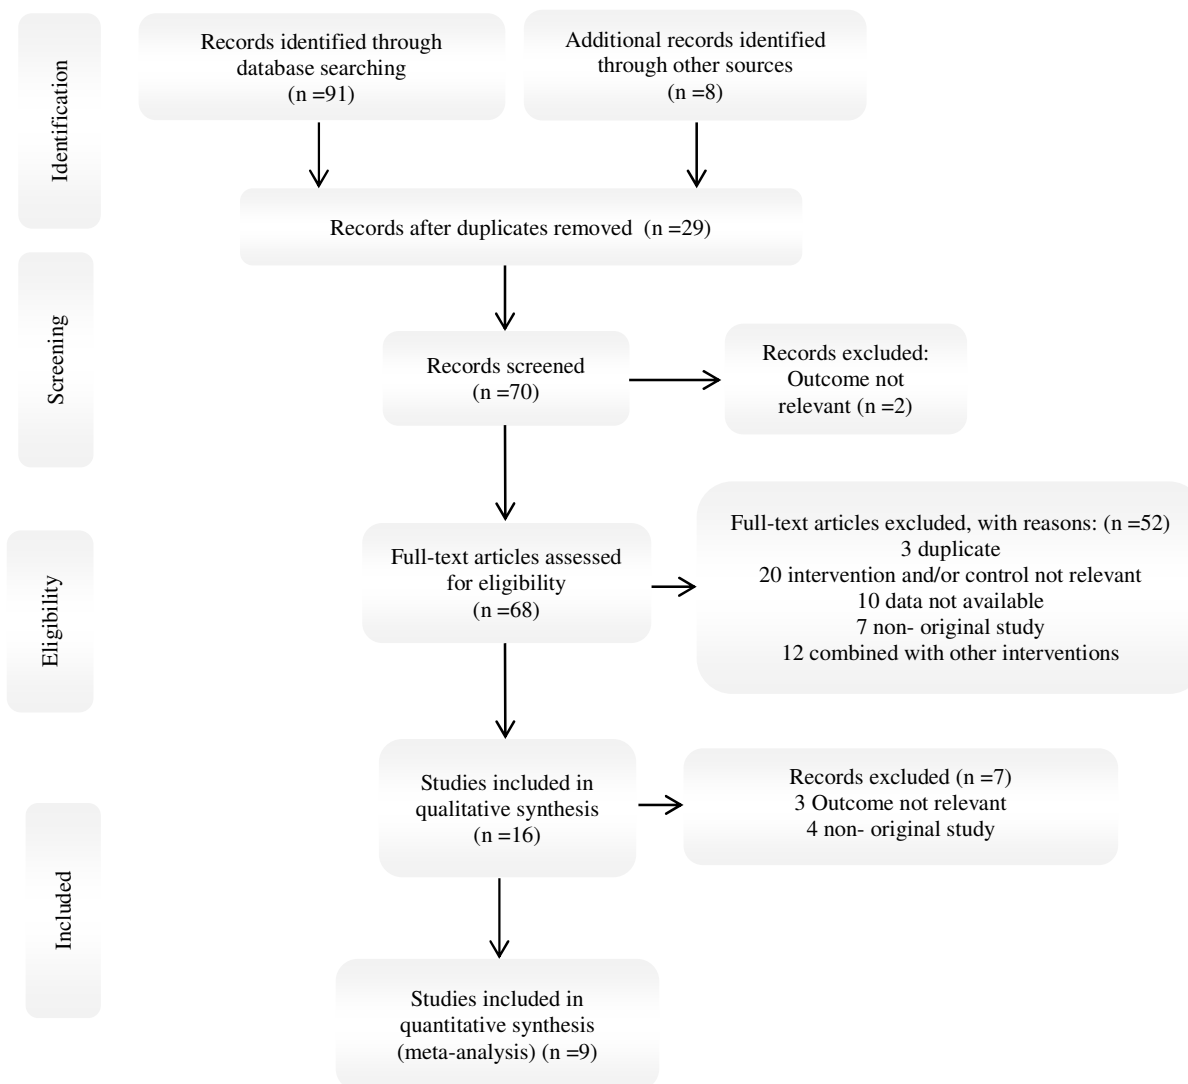 Identification
Records identified through
database searching
(n =91)
Additional records identified
through other sources
(n =8)
Records after duplicates removed  (n =29)
Screening
Records screened
(n =70)
Records excluded:
Outcome not
relevant (n =2)
Eligibility
Full-text articles assessed
for eligibility
(n =68)
Full-text articles excluded, with reasons: (n =52)
3 duplicate
20 intervention and/or control not relevant
10 data not available
7 non- original study
12 combined with other interventions
Included
Studies included in
qualitative synthesis
(n =16)
Records excluded (n =7)
3 Outcome not relevant
4 non- original study
Studies included in
quantitative synthesis
(meta-analysis) (n =9)